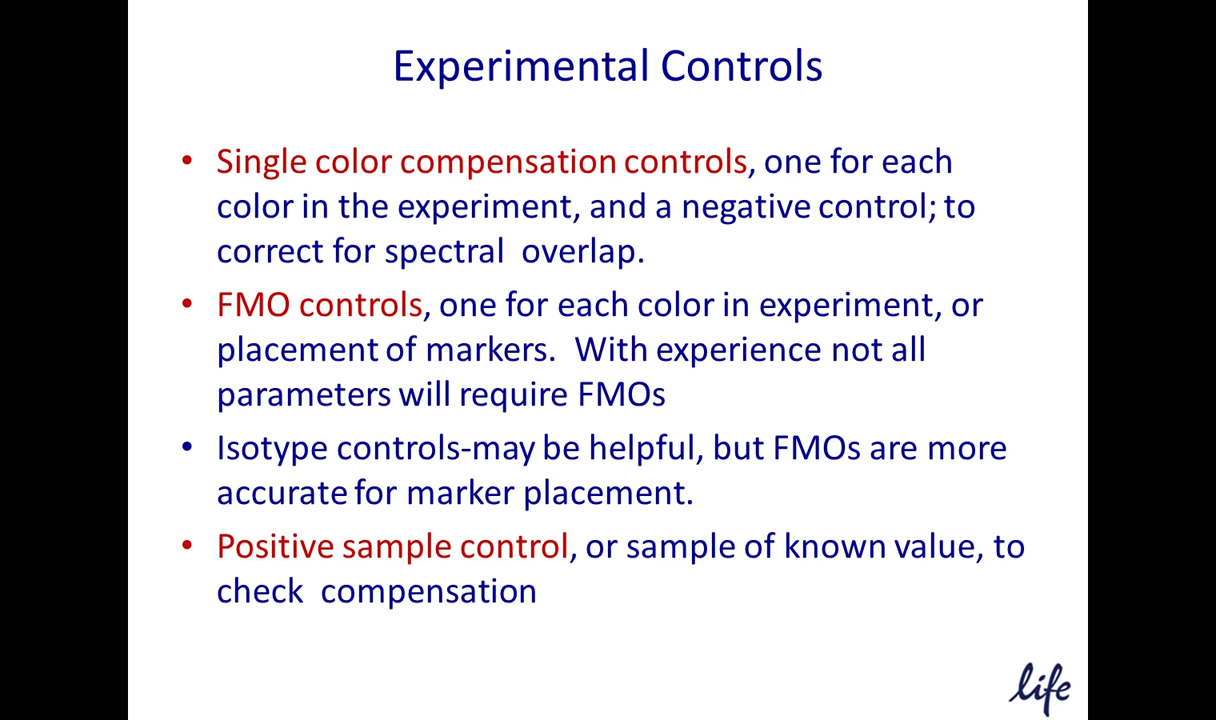 Experimental Controls
• Single color compensation controls, one for each
color in the experiment, and a negative control; to
correct for spectral  overlap.
• FMO controls, one for each color in experiment, or
placement of markers.  With experience not all
parameters will require FMOs
• Isotype controls-may be helpful, but FMOs are more
accurate for marker placement.
• Positive sample control, or sample of known value, to
check  compensation
life